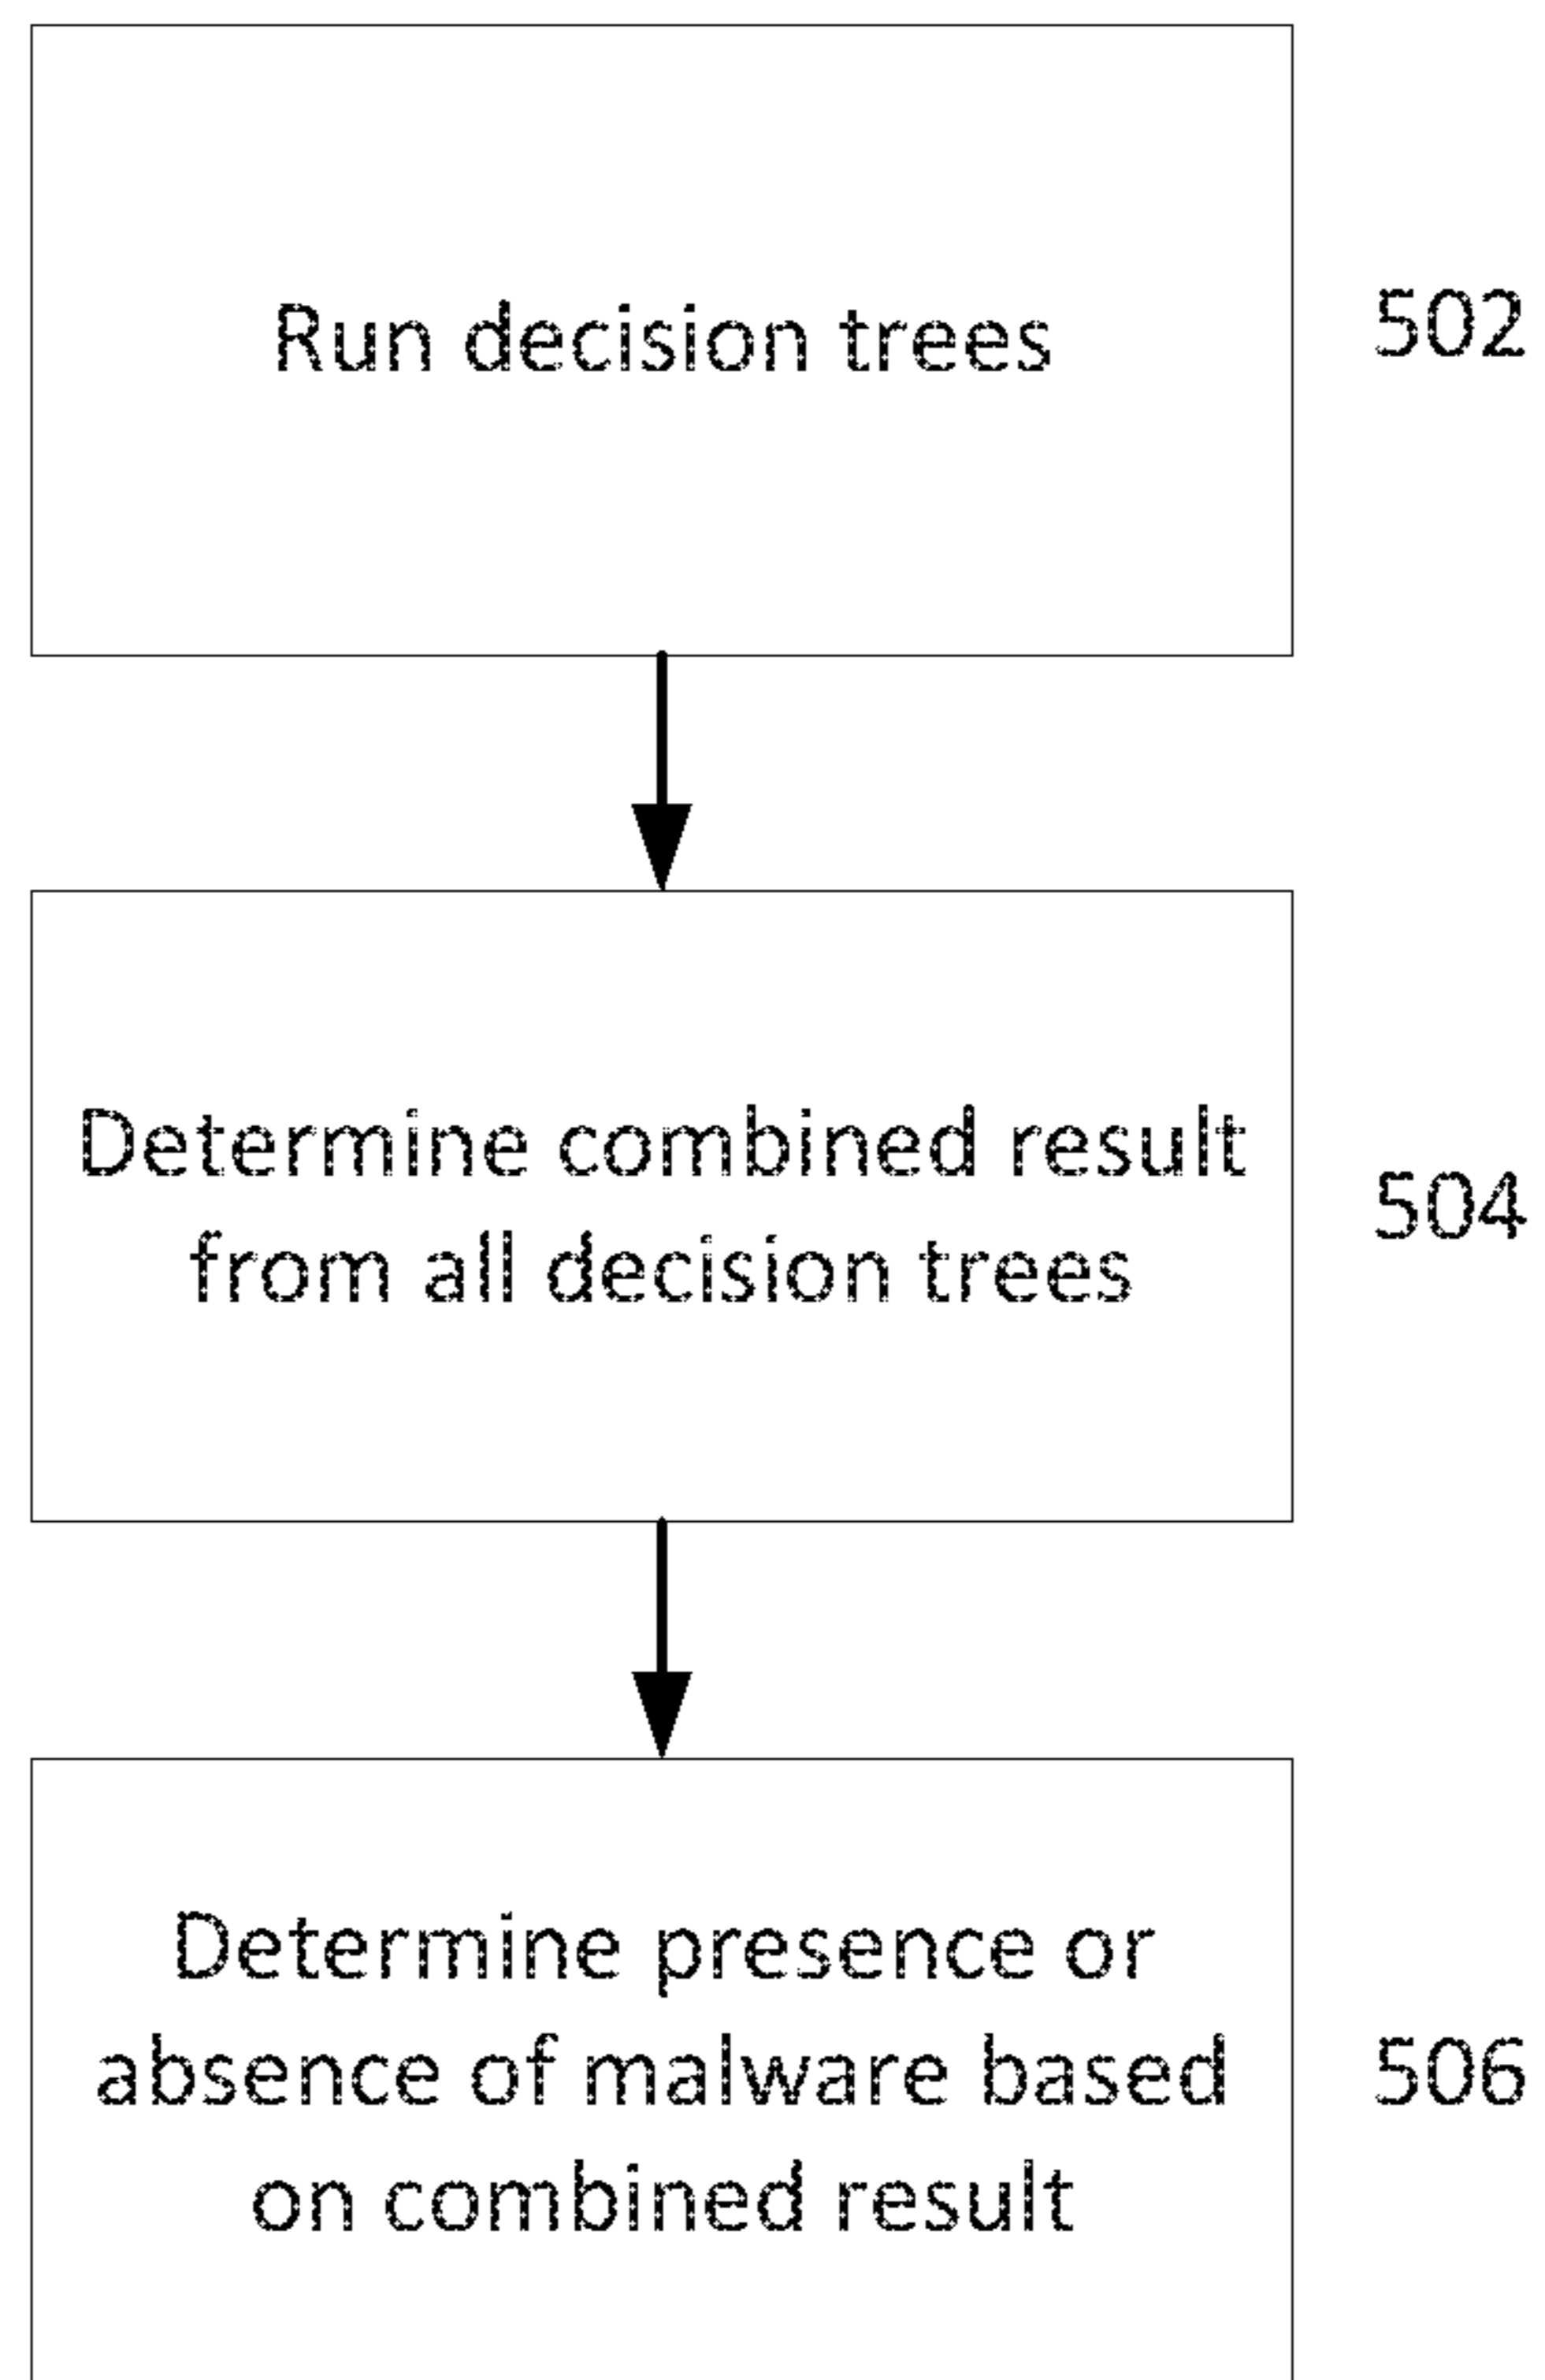 Run decision trees
502
Determine combined result
from all decision trees
504
Determine presence or
absence of malware based
on combined result
506